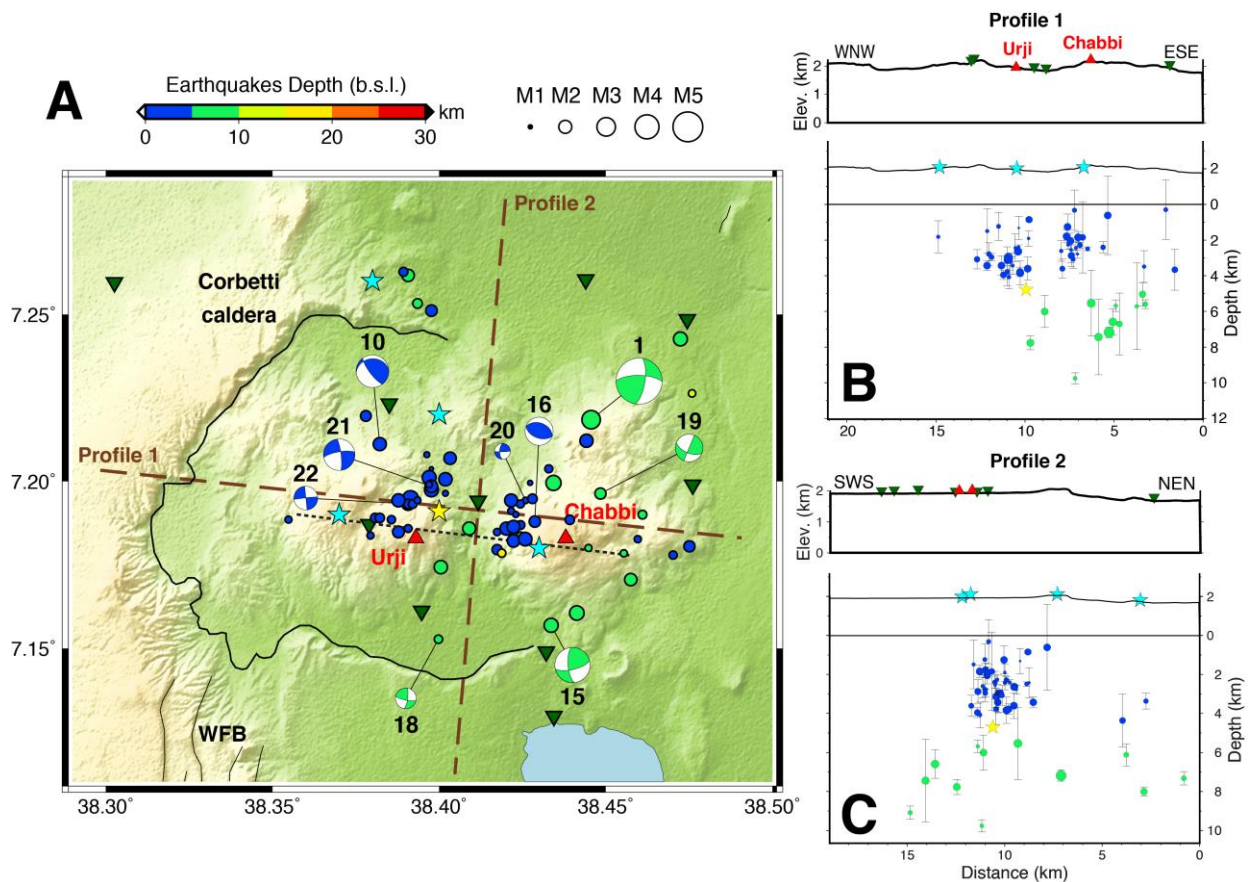 A
Earthquakes Depth (b.s.l.)
km
0 10 20 30
M1 M2 M3 M4 M5
Profile 2
Corbetti
caldera
10
1
16
21
20
19
22
Profile 1
Chabbi
Urji
15
18
WFB
7.25˚
7.20˚
7.15˚
38.30˚ 38.35˚ 38.40˚ 38.45˚ 38.50˚
Profile 1
WNW
Urji
Chabbi
ESE
Elev. (km)
2
0
B
2
0
2
4
6
8
10
12
Depth (km)
20 15 10 5 0
Profile 2
SWS
NEN
Elev. (km)
2
0
C
2
0
2
4
6
8
10
Depth (km)
15 10 5 0
Distance (km)